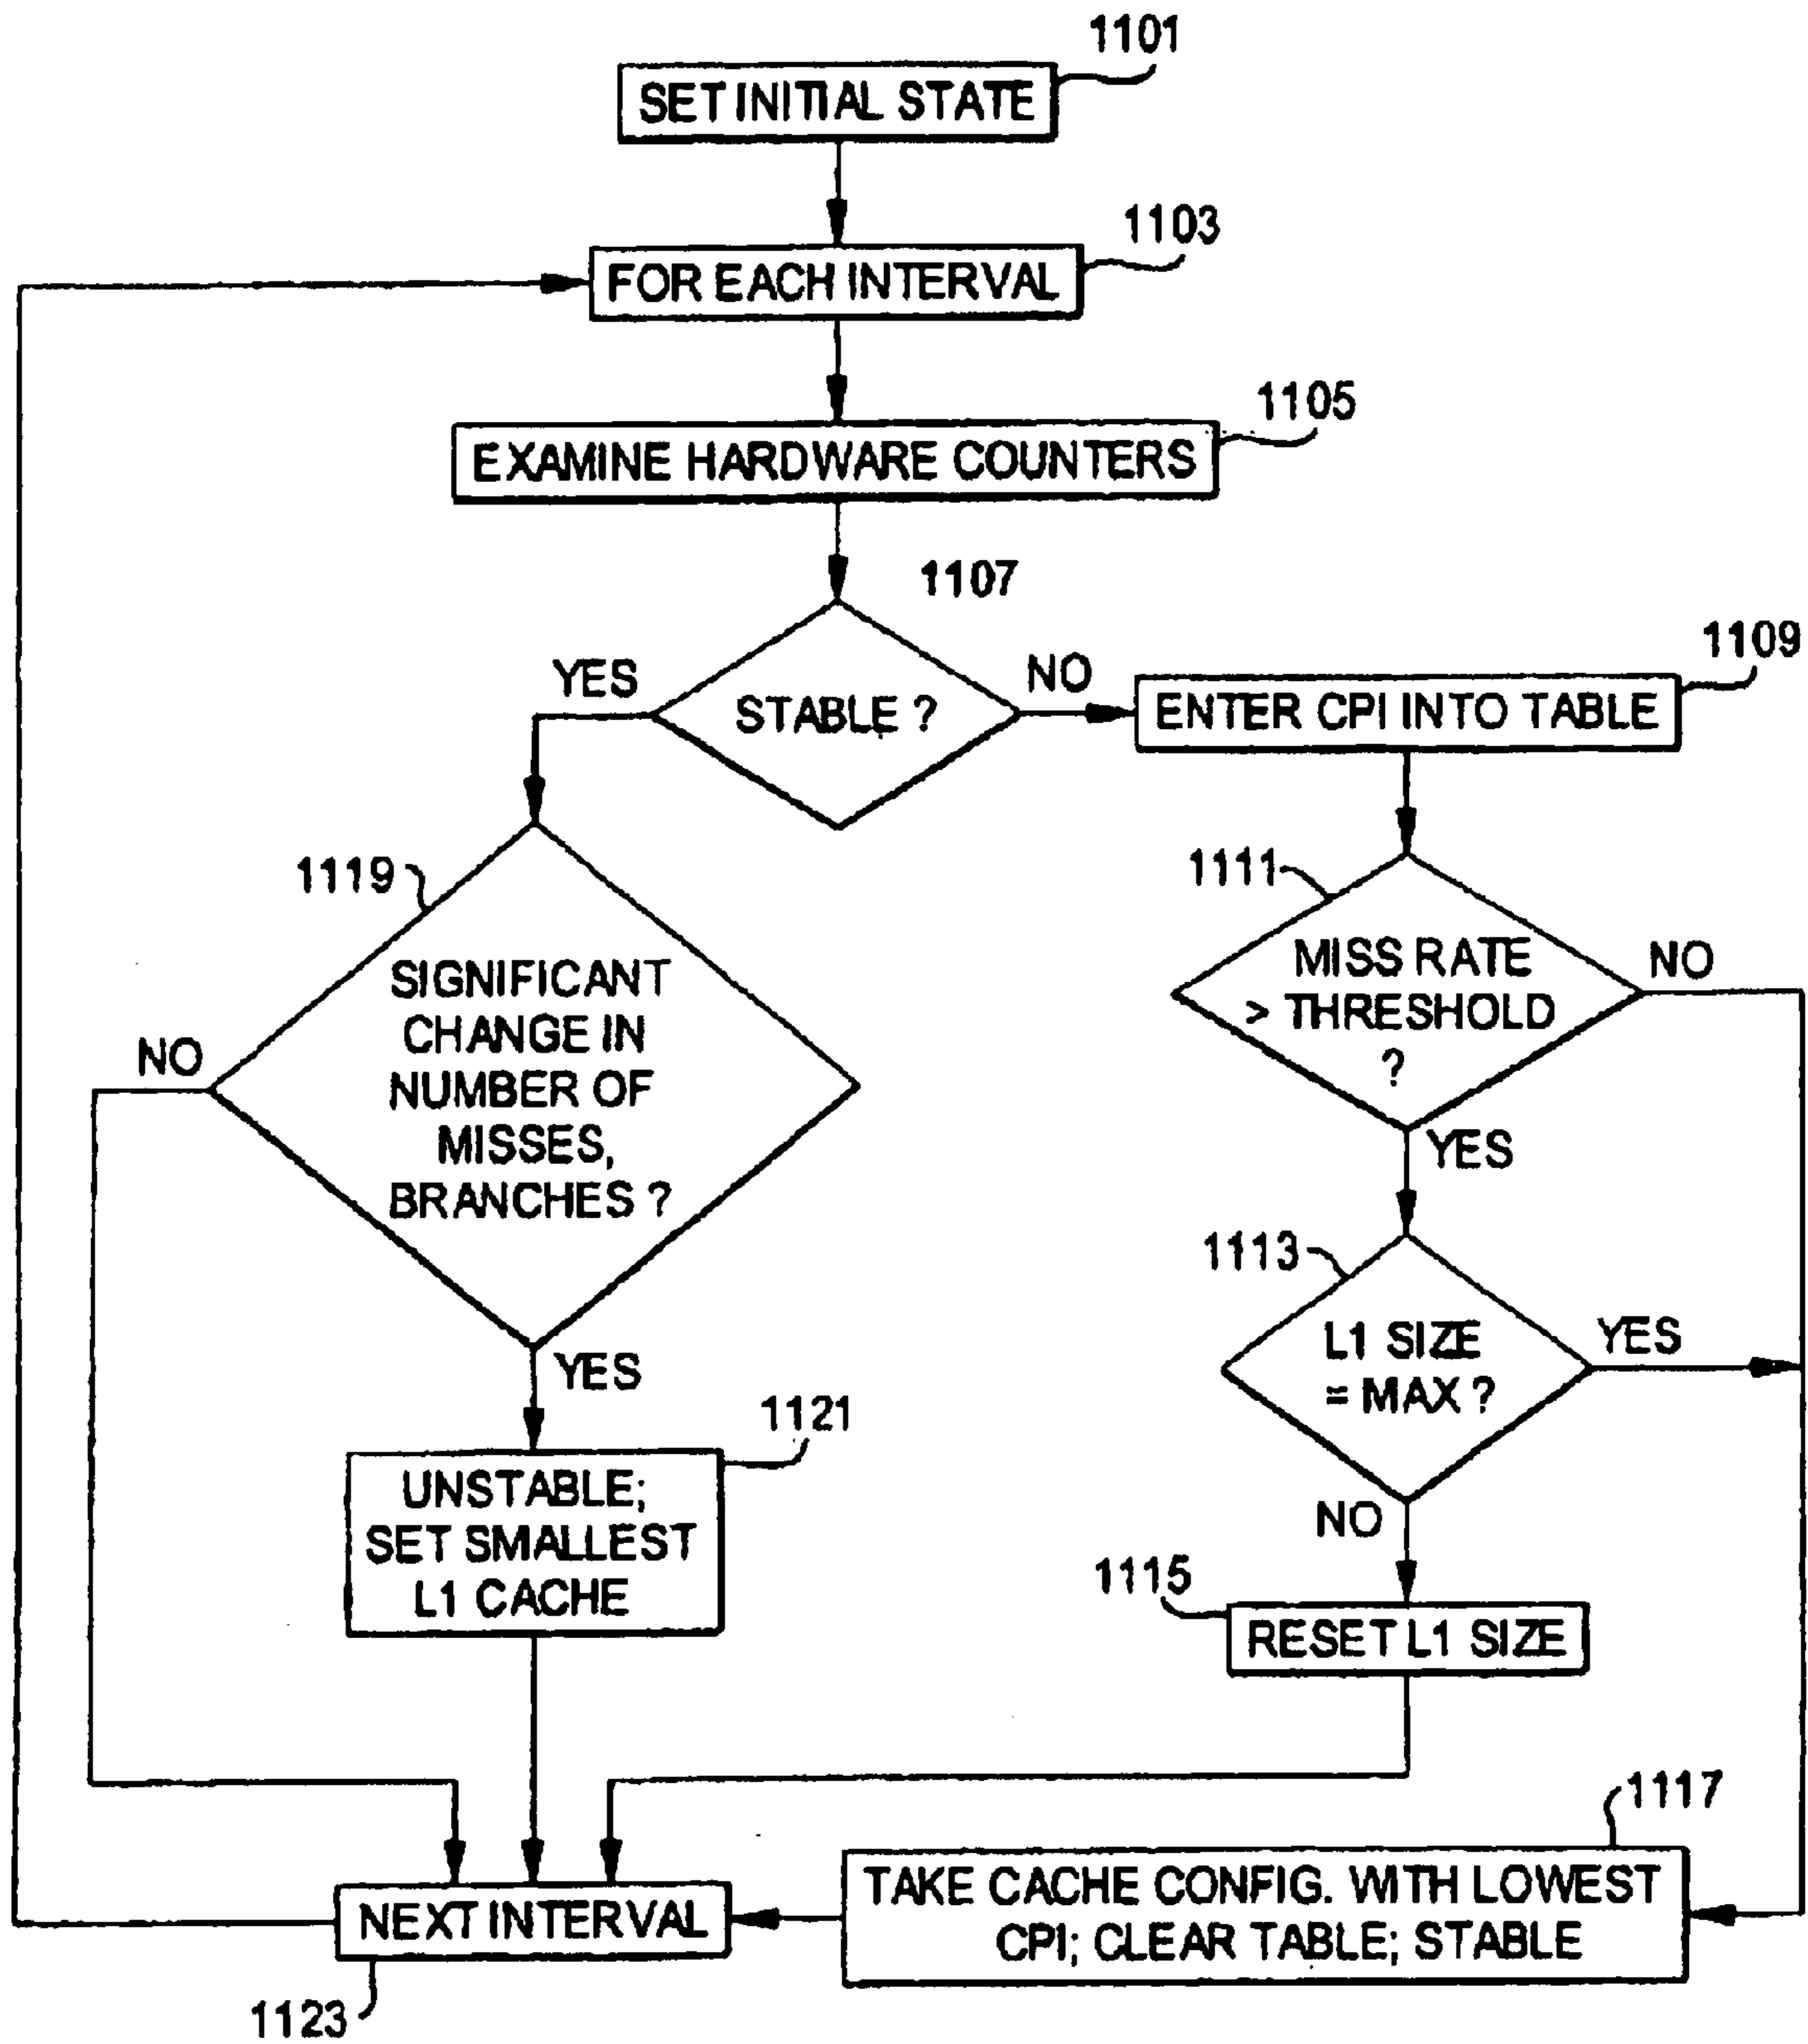 1101
SET INITIAL STATE
1103
FOR EACH INTERVAL
1105
EXAMINE HARDWARE COUNTERS
1107
YES
STABLE ?
NO
1109
ENTER CPI INTO TABLE
1119
SIGNIFICANT
CHANGE IN
NUMBER OF
MISSES,
BRANCHES ?
NO
YES
1111
MISS RATE
> THRESHOLD
?
NO
YES
1113
L1 SIZE
= MAX ?
YES
NO
1121
UNSTABLE;
SET SMALLEST
L1 CACHE
1115
RESET L1 SIZE
1117
TAKE CACHE CONFIG. WITH LOWEST
CPI; CLEAR TABLE; STABLE
NEXT INTERVAL
1123